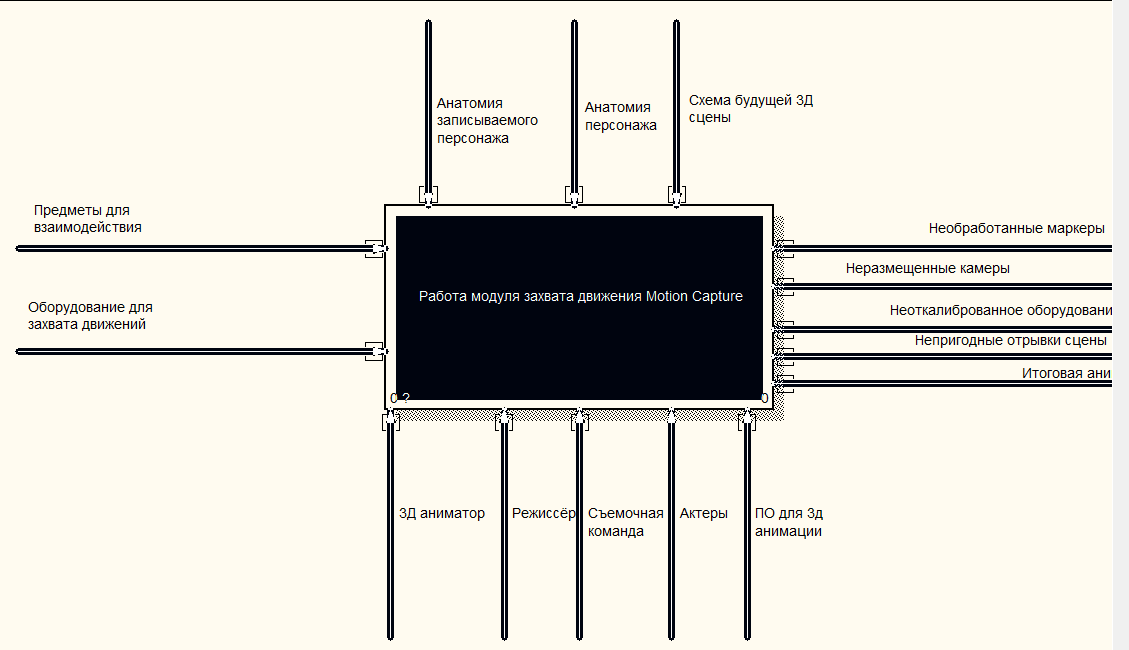 Анатомия
записываемого
персонажа
Анатомия
персонажа
Схема будущей 3Д
сцены
Предметы для
взаимодействия
Оборудование для
захвата движений
Работа модуля захвата движения Motion Capture
0 ?
0
Необработанные маркеры
Неразмещенные камеры
Неоткалиброванное оборудовани
Непригодные отрывки сцены
Итоговая ани
3Д аниматор
Режиссёр
Съемочная
команда
Актеры
ПО для 3д
анимации